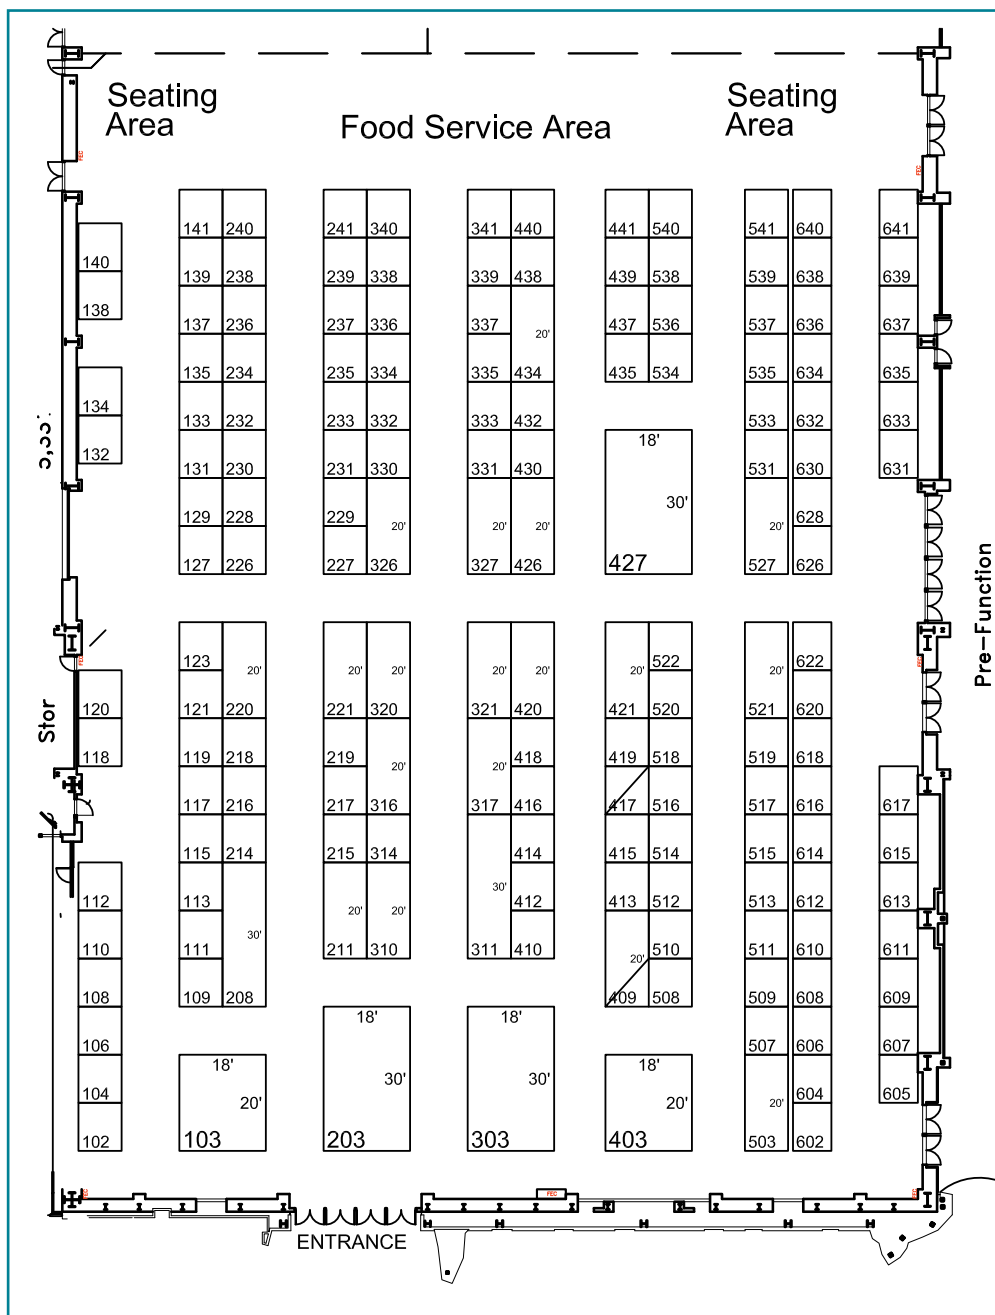 Seating
Area
Food Service Area
Seating
Area
FEC
FEC
141 240 241 340 341 440 441 540 541 640 641
140
139 238 239 338 339 438 439 538 539 638 639
138
137 236 237 336 337 20' 437 536 537 636 637
135 234 235 334 335 434 435 534 535 634 635
134
133 232 233 332 333 432 533 632 633
18'
132
131 230 231 330 331 430 531 630 631
30'
129 228 229 20' 20' 20' 20' 628
127 226 227 326 327 426 427 527 626
Pre-Function
FEC
FEC
123 20' 20' 20' 20' 20' 20' 522 20' 622
120
121 220 221 320 321 420 421 520 521 620
Stor
118
119 218 219 20' 20' 418 419 518 519 618
117 216 217 316 317 416 417 516 517 616 617
115 214 215 314 414 415 514 515 614 615
112
113 20' 20' 30' 412 413 512 513 612 613
110
111 30' 211 310 311 410 20' 510 511 610 611
108
109 208 409 508 509 608 609
18' 18'
106
507 606 607
18' 30' 30' 18'
104
20' 20' 20' 604 605
102
103 203 303 403 503 602
FEC
FEC
FEC
ENTRANCE